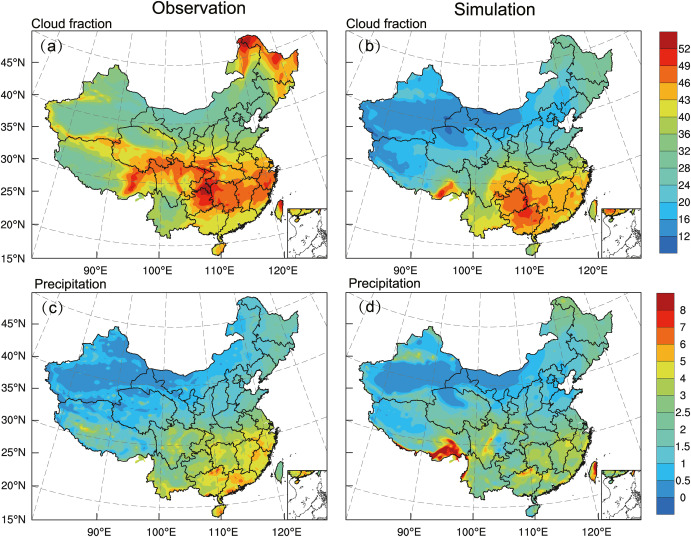 Observation Simulation
Cloud fraction Cloud fraction
(a) (b)
45°N
40°N
35°N
30°N
25°N
20°N
15°N
90°E 100°E 110°E 120°E 90°E 100°E 110°E 120°E
52
49
46
43
40
36
32
28
24
20
16
12
Precipitation Precipitation
(c) (d)
45°N
40°N
35°N
30°N
25°N
20°N
15°N
90°E 100°E 110°E 120°E 90°E 100°E 110°E 120°E
8
7
6
5
4
3
2.5
2
1.5
1
0.5
0